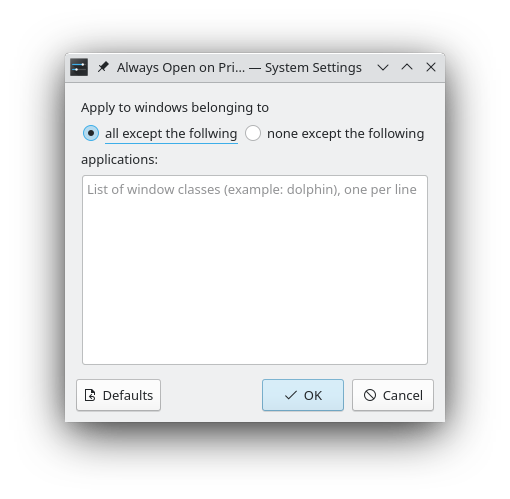 Always Open on Pri... — System Settings
Apply to windows belonging to
all except the follwing none except the following
applications:
List of window classes (example: dolphin), one per line
Defaults OK Cancel